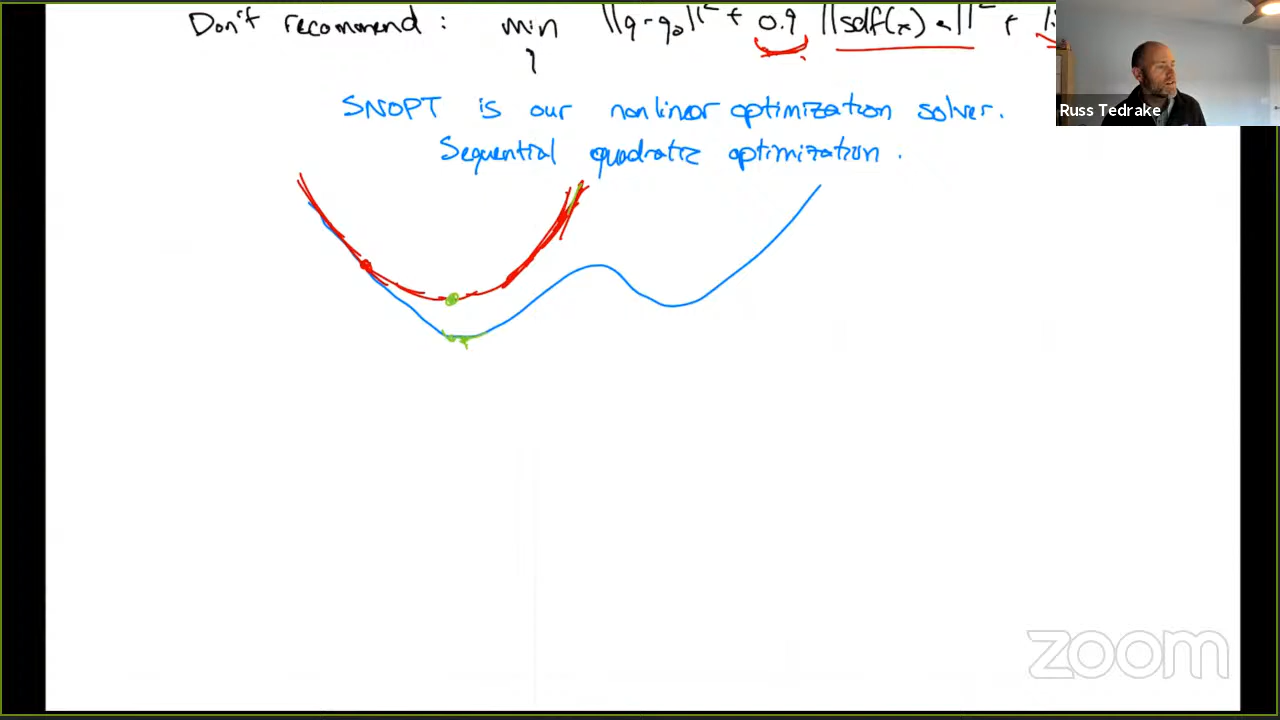 Don't recommend : min ||q-q₀||² + 0.9 ||sdf(x)||² +
q
Russ Tedrake
SNOPT is our nonlinear optimization solver.
Sequential quadratic optimization.
zoom